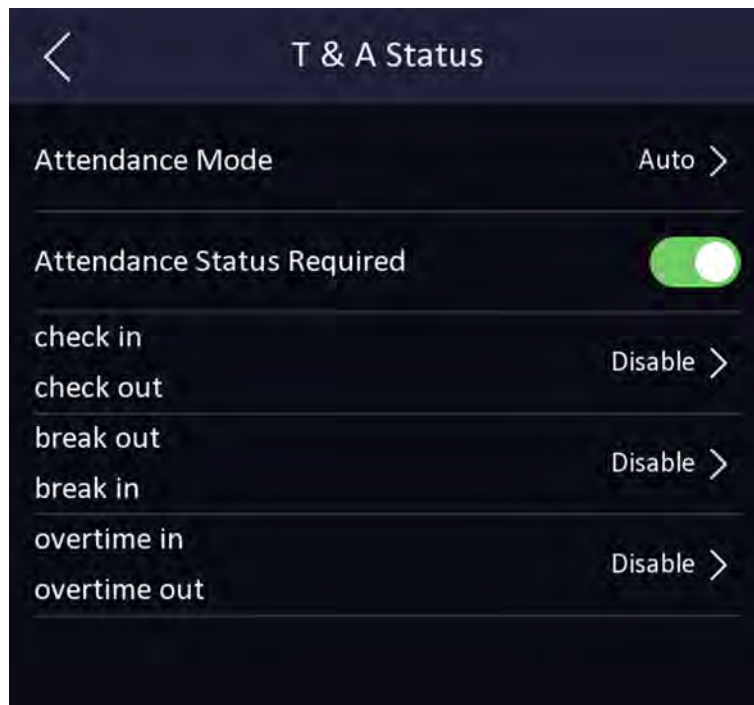 T & A Status
Attendance Mode Auto
Attendance Status Required
check in
check out
Disable
break out
break in
Disable
overtime in
overtime out
Disable